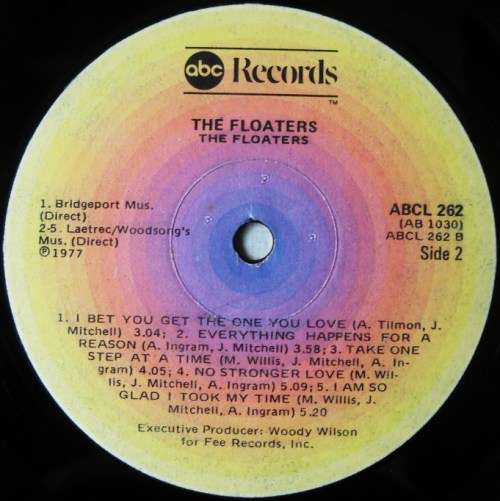 abc Records
TM
THE FLOATERS
THE FLOATERS
1. Bridgeport Mus.
(Direct)
2-5. Laetrec/Woodsong's
Mus. (Direct)
Ⓟ1977
ABCL 262
(AB 1030)
ABCL 262 B
Side 2
1. I BET YOU GET THE ONE YOU LOVE (A. Tilmon, J.
Mitchell) 3.04; 2. EVERYTHING HAPPENS FOR A
REASON (A. Ingram, J. Mitchell) 3.58; 3. TAKE ONE
STEP AT A TIME (M. Willis, J. Mitchell, A. In-
gram) 4.05; 4. NO STRONGER LOVE (M. Wil-
lis, J. Mitchell, A. Ingram) 5.09; 5. I AM SO
GLAD I TOOK MY TIME (M. Willis, J.
Mitchell, A. Ingram) 5.20
Executive Producer: Woody Wilson
for Fee Records, Inc.